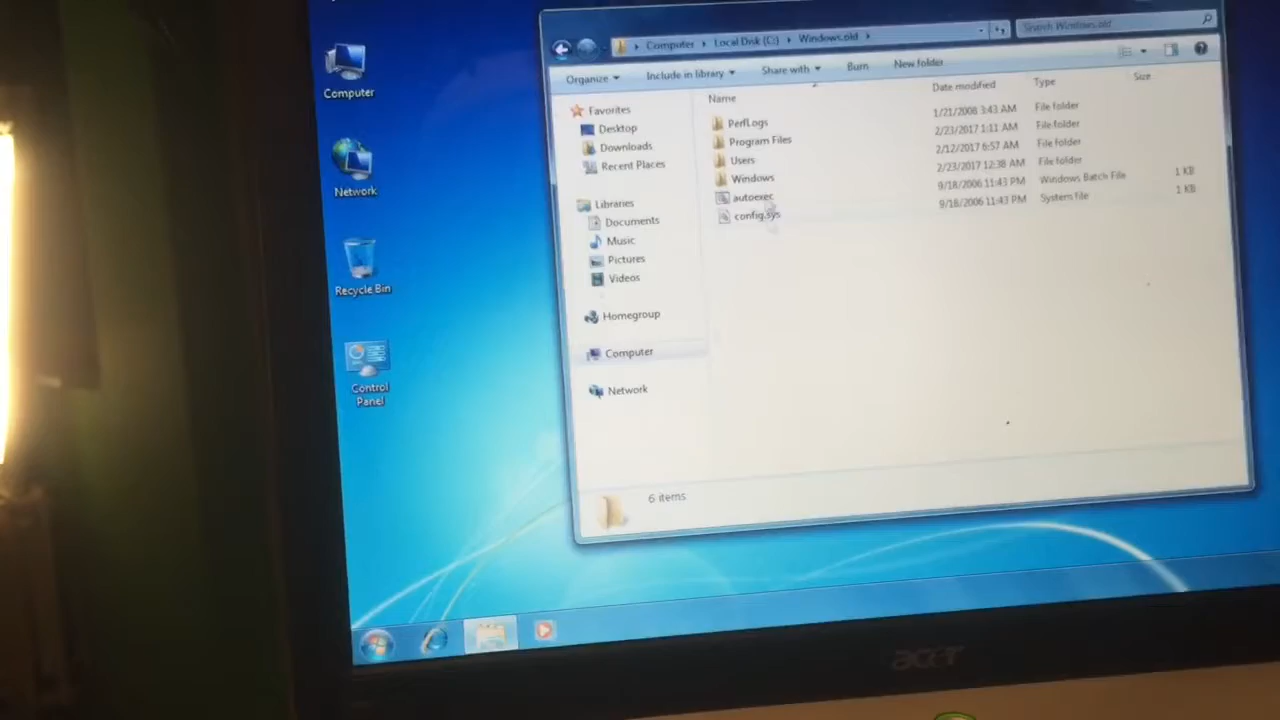 Computer
Network
Recycle Bin
Control
Panel
Computer Local Disk (C:) Windows.old
Search Windows.old
Organize Include in library Share with Burn New folder
Name Date modified Type Size
Favorites
Desktop
Downloads
Recent Places
Libraries
Documents
Music
Pictures
Videos
Homegroup
Computer
Network
PerfLogs 1/21/2008 3:43 AM File folder
Program Files 2/23/2017 1:11 AM File folder
Users 2/12/2017 6:57 AM File folder
Windows 2/23/2017 12:38 AM File folder
autoexec 9/18/2006 11:43 PM Windows Batch File 1 KB
config.sys 9/18/2006 11:43 PM System file 1 KB
6 items
acer